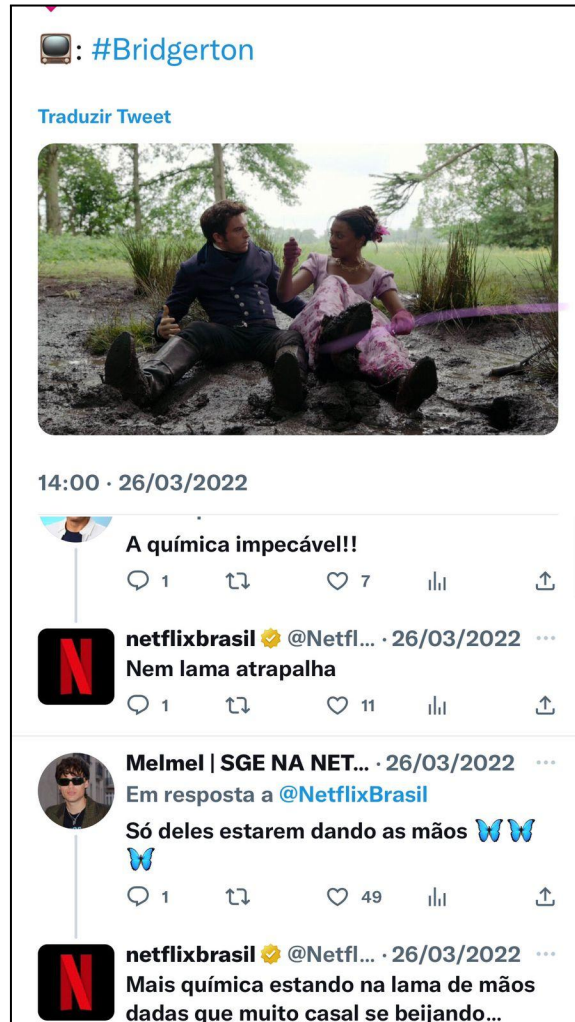 : #Bridgerton
Traduzir Tweet
14:00 · 26/03/2022
A química impecável!!
1 7
netflixbrasil @Netfl... · 26/03/2022 ...
Nem lama atrapalha
1 11
Melmel | SGE NA NET... · 26/03/2022 ...
Em resposta a @NetflixBrasil
Só deles estarem dando as mãos
1 49
netflixbrasil @Netfl... · 26/03/2022 ...
Mais química estando na lama de mãos
dadas que muito casal se beijando...